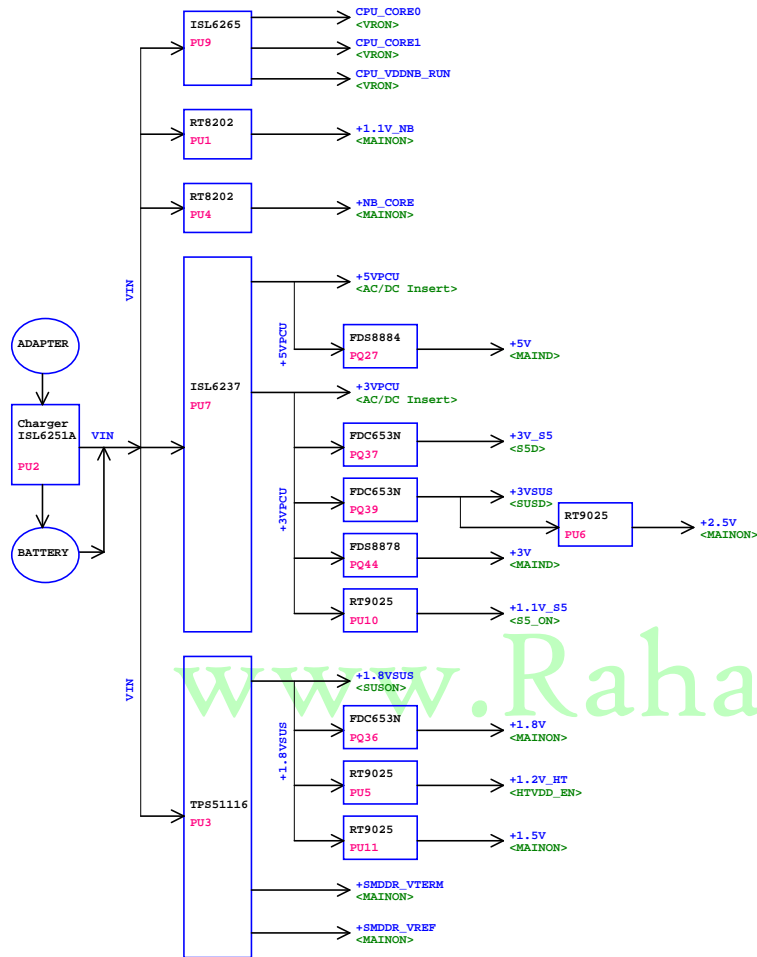 ISL6265
PU9
CPU_CORE0
<VRON>
CPU_CORE1
<VRON>
CPU_VDDNB_RUN
<VRON>
RT8202
PU1
+1.1V_NB
<MAINON>
RT8202
PU4
+NB_CORE
<MAINON>
VIN
ISL6237
PU7
+5VPCU
<AC/DC Insert>
+5VPCU
FDS8884
PQ27
+5V
<MAIND>
+3VPCU
<AC/DC Insert>
ADAPTER
Charger
ISL6251A
PU2
VIN
BATTERY
+3VPCU
FDC653N
PQ37
+3V_S5
<S5D>
FDC653N
PQ39
+3VSUS
<SUSD>
RT9025
PU6
+2.5V
<MAINON>
FDS8878
PQ44
+3V
<MAIND>
RT9025
PU10
+1.1V_S5
<S5_ON>
www.Raha
VIN
TPS51116
PU3
+1.8VSUS
<SUSON>
+1.8VSUS
FDC653N
PQ36
+1.8V
<MAINON>
RT9025
PU5
+1.2V_HT
<HTVDD_EN>
RT9025
PU11
+1.5V
<MAINON>
+SMDDR_VTERM
<MAINON>
+SMDDR_VREF
<MAINON>